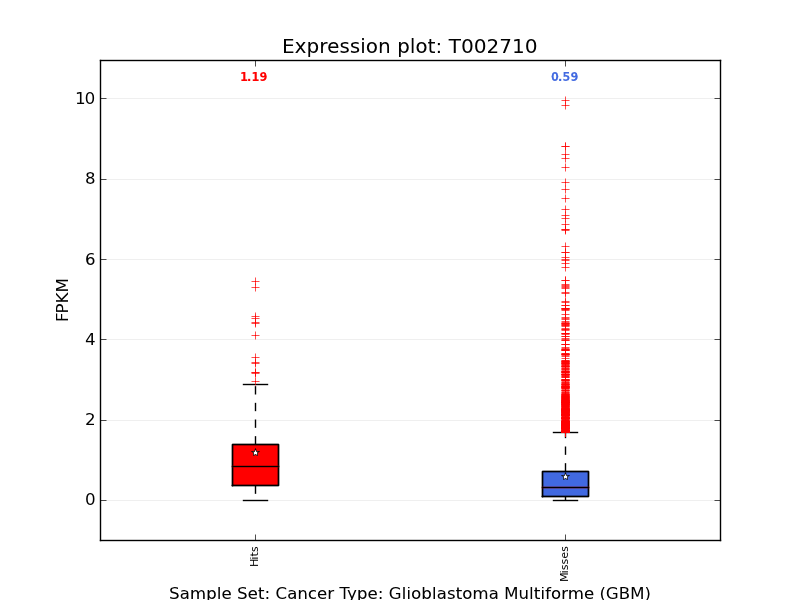 Expression plot: T002710
1.19 0.59
10
8
6
4
2
0
FPKM
Hits Misses
Sample Set: Cancer Type: Glioblastoma Multiforme (GBM)